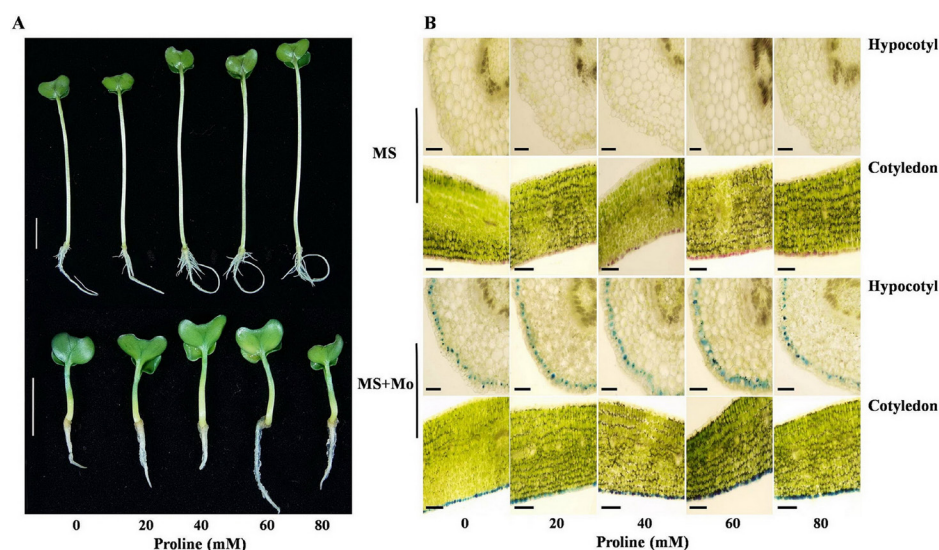 A
B
Hypocotyl
MS
Cotyledon
Hypocotyl
MS+Mo
Cotyledon
0 20 40 60 80
Proline (mM)
0 20 40 60 80
Proline (mM)